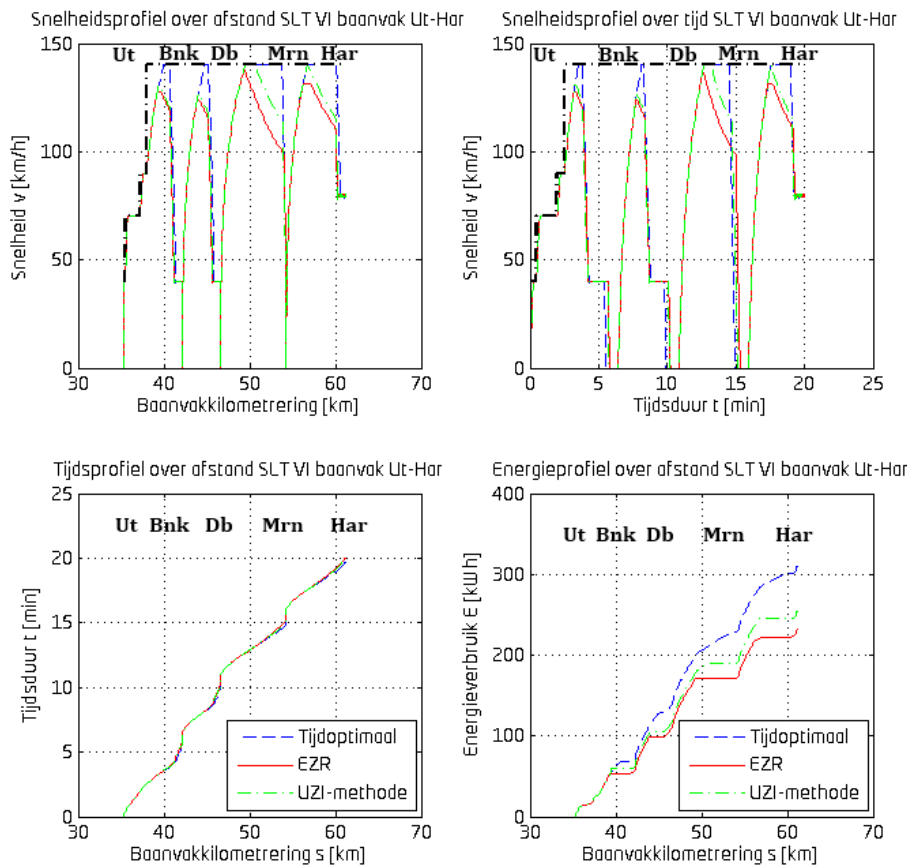 Snelheidsprofiel over afstand SLT VI baanvak Ut-Har
150
100
50
0
Snelheid v [km/h]
Ut Bnk Db Mrn Har
30 40 50 60 70
Baanvakkilometrering [km]
Snelheidsprofiel over tijd SLT VI baanvak Ut-Har
150
100
50
0
Snelheid v [km/h]
Ut Bnk Db Mrn Har
0 5 10 15 20 25
Tijdsduur t [min]
Tijdsprofiel over afstand SLT VI baanvak Ut-Har
25
20
15
10
5
0
Tijdsduur t [min]
Ut Bnk Db Mrn Har
Tijdoptimaal
EZR
UZI-methode
30 40 50 60 70
Baanvakkilometrering s [km]
Energieprofiel over afstand SLT VI baanvak Ut-Har
400
300
200
100
0
Energieverbruik E [kWh]
Ut Bnk Db Mrn Har
Tijdoptimaal
EZR
UZI-methode
30 40 50 60 70
Baanvakkilometrering s [km]